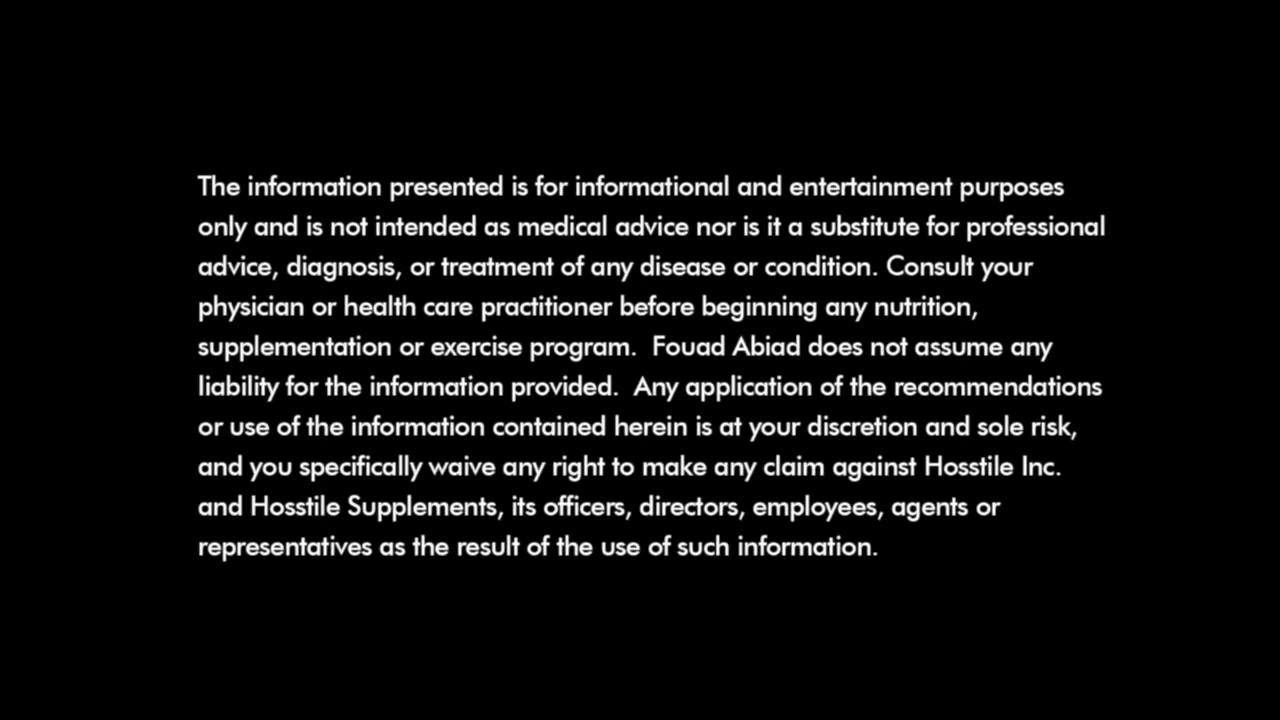 The information presented is for informational and entertainment purposes
only and is not intended as medical advice nor is it a substitute for professional
advice, diagnosis, or treatment of any disease or condition. Consult your
physician or health care practitioner before beginning any nutrition,
supplementation or exercise program.  Fouad Abiad does not assume any
liability for the information provided.  Any application of the recommendations
or use of the information contained herein is at your discretion and sole risk,
and you specifically waive any right to make any claim against Hosstile Inc.
and Hosstile Supplements, its officers, directors, employees, agents or
representatives as the result of the use of such information.